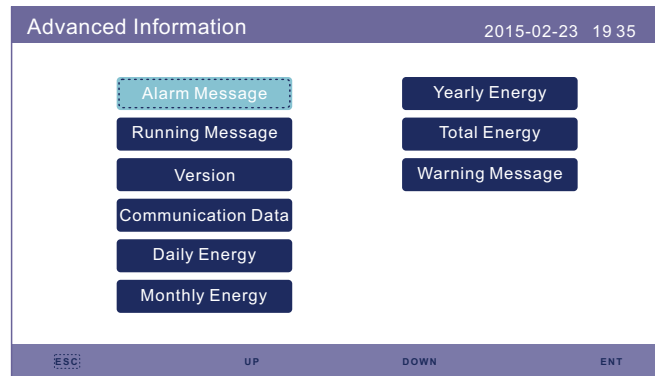 Advanced Information 2015-02-23 19 35
Alarm Message
Running Message
Version
Communication Data
Daily Energy
Monthly Energy
Yearly Energy
Total Energy
Warning Message
ESC UP DOWN ENT